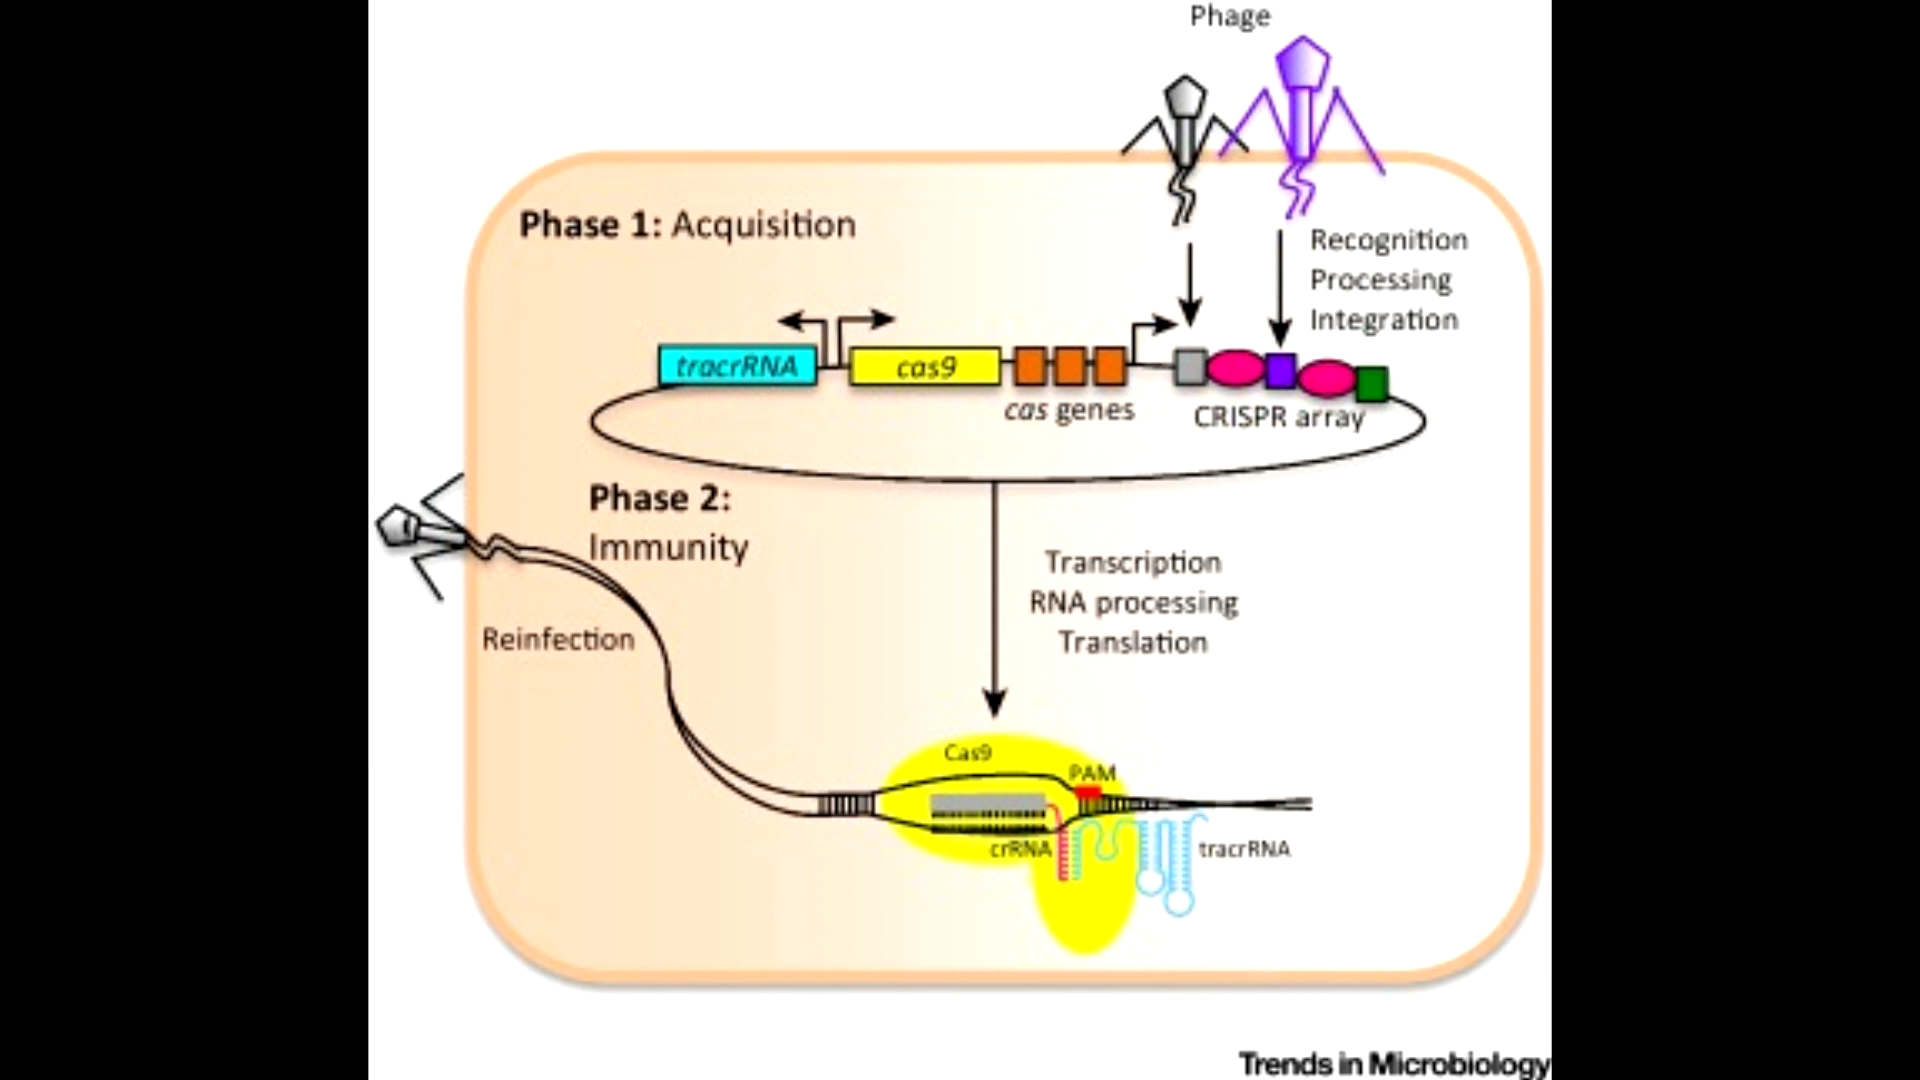 Phage
Phase 1: Acquisition
Recognition
Processing
Integration
tracrRNA
cas9
cas genes
CRISPR array
Phase 2:
Immunity
Transcription
RNA processing
Translation
Reinfection
Cas9
PAM
crRNA
tracrRNA
Trends in Microbiology